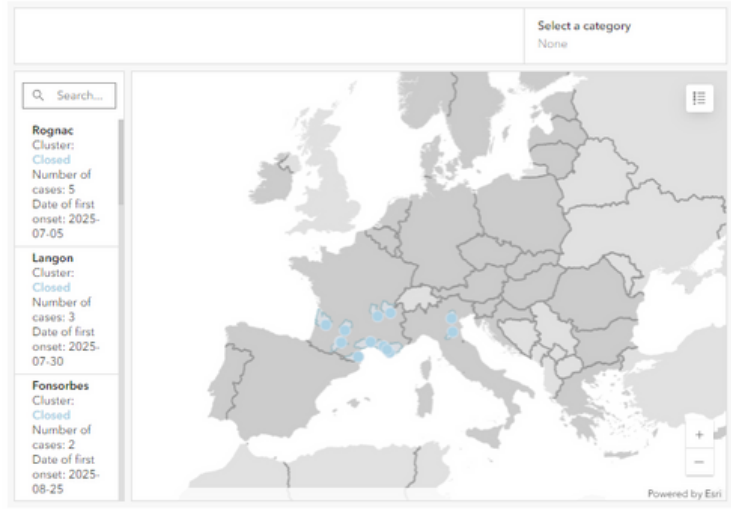 Select a category
None
Search...
Rognac
Cluster:
Closed
Number of
cases: 5
Date of first
onset: 2025-
07-05
Langon
Cluster:
Closed
Number of
cases: 3
Date of first
onset: 2025-
07-30
Fonsorbes
Cluster:
Closed
Number of
cases: 2
Date of first
onset: 2025-
08-25
+
−
Powered by Esri